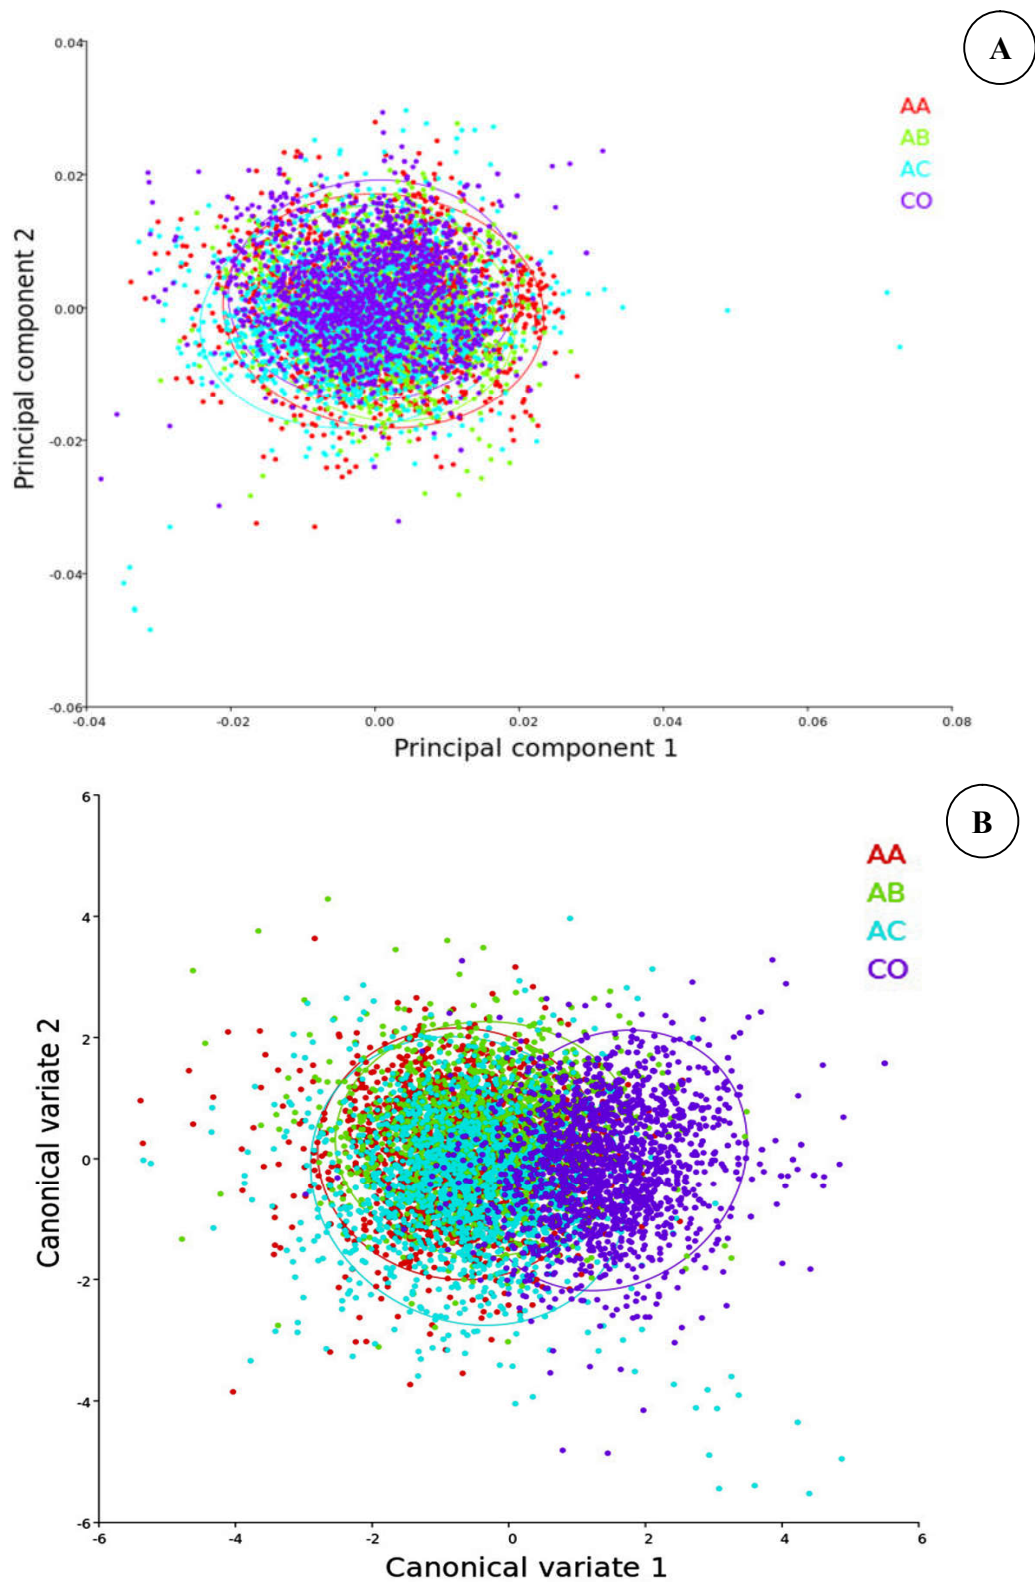 A
0.04
AA
AB
AC
0.02
CO
Principal component 2
0.00
-0.02
-0.04
-0.06
-0.04 -0.02 0.00 0.02 0.04 0.06 0.08
Principal component 1
6
B
AA
AB
4
AC
CO
2
Canonical variate 2
0
-2
-4
-6
-6 -4 -2 0 2 4 6
Canonical variate 1